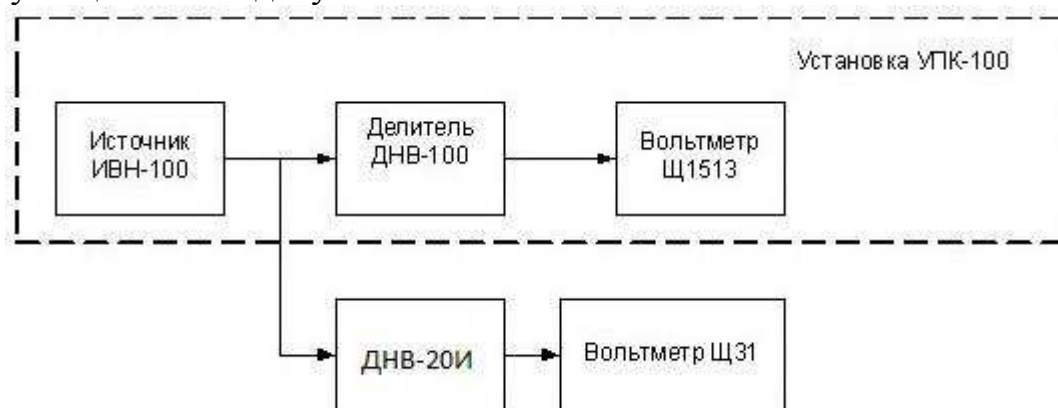 Установка УПК-100
Источник
ИВН-100
Делитель
ДНВ-100
Вольтметр
Щ1513
ДНВ-20И
Вольтметр Щ31